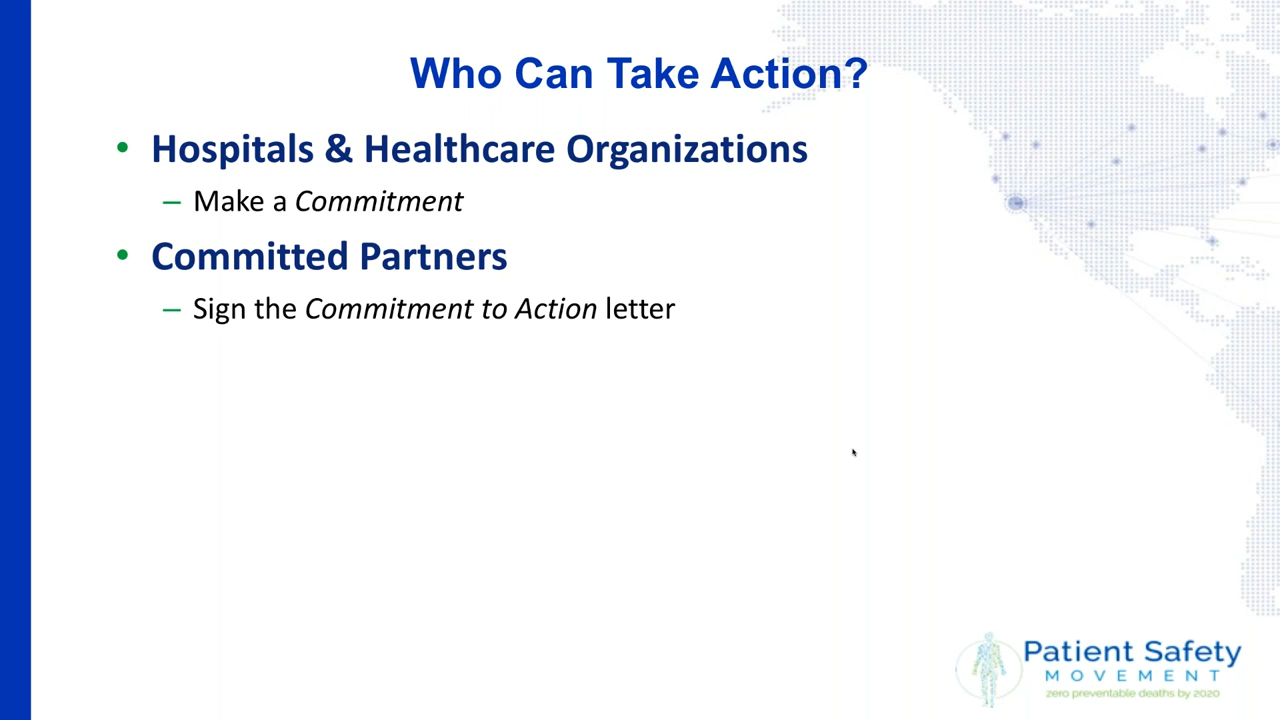 Who Can Take Action?
• Hospitals & Healthcare Organizations
– Make a Commitment
• Committed Partners
– Sign the Commitment to Action letter
Patient Safety
MOVEMENT
zero preventable deaths by 2020